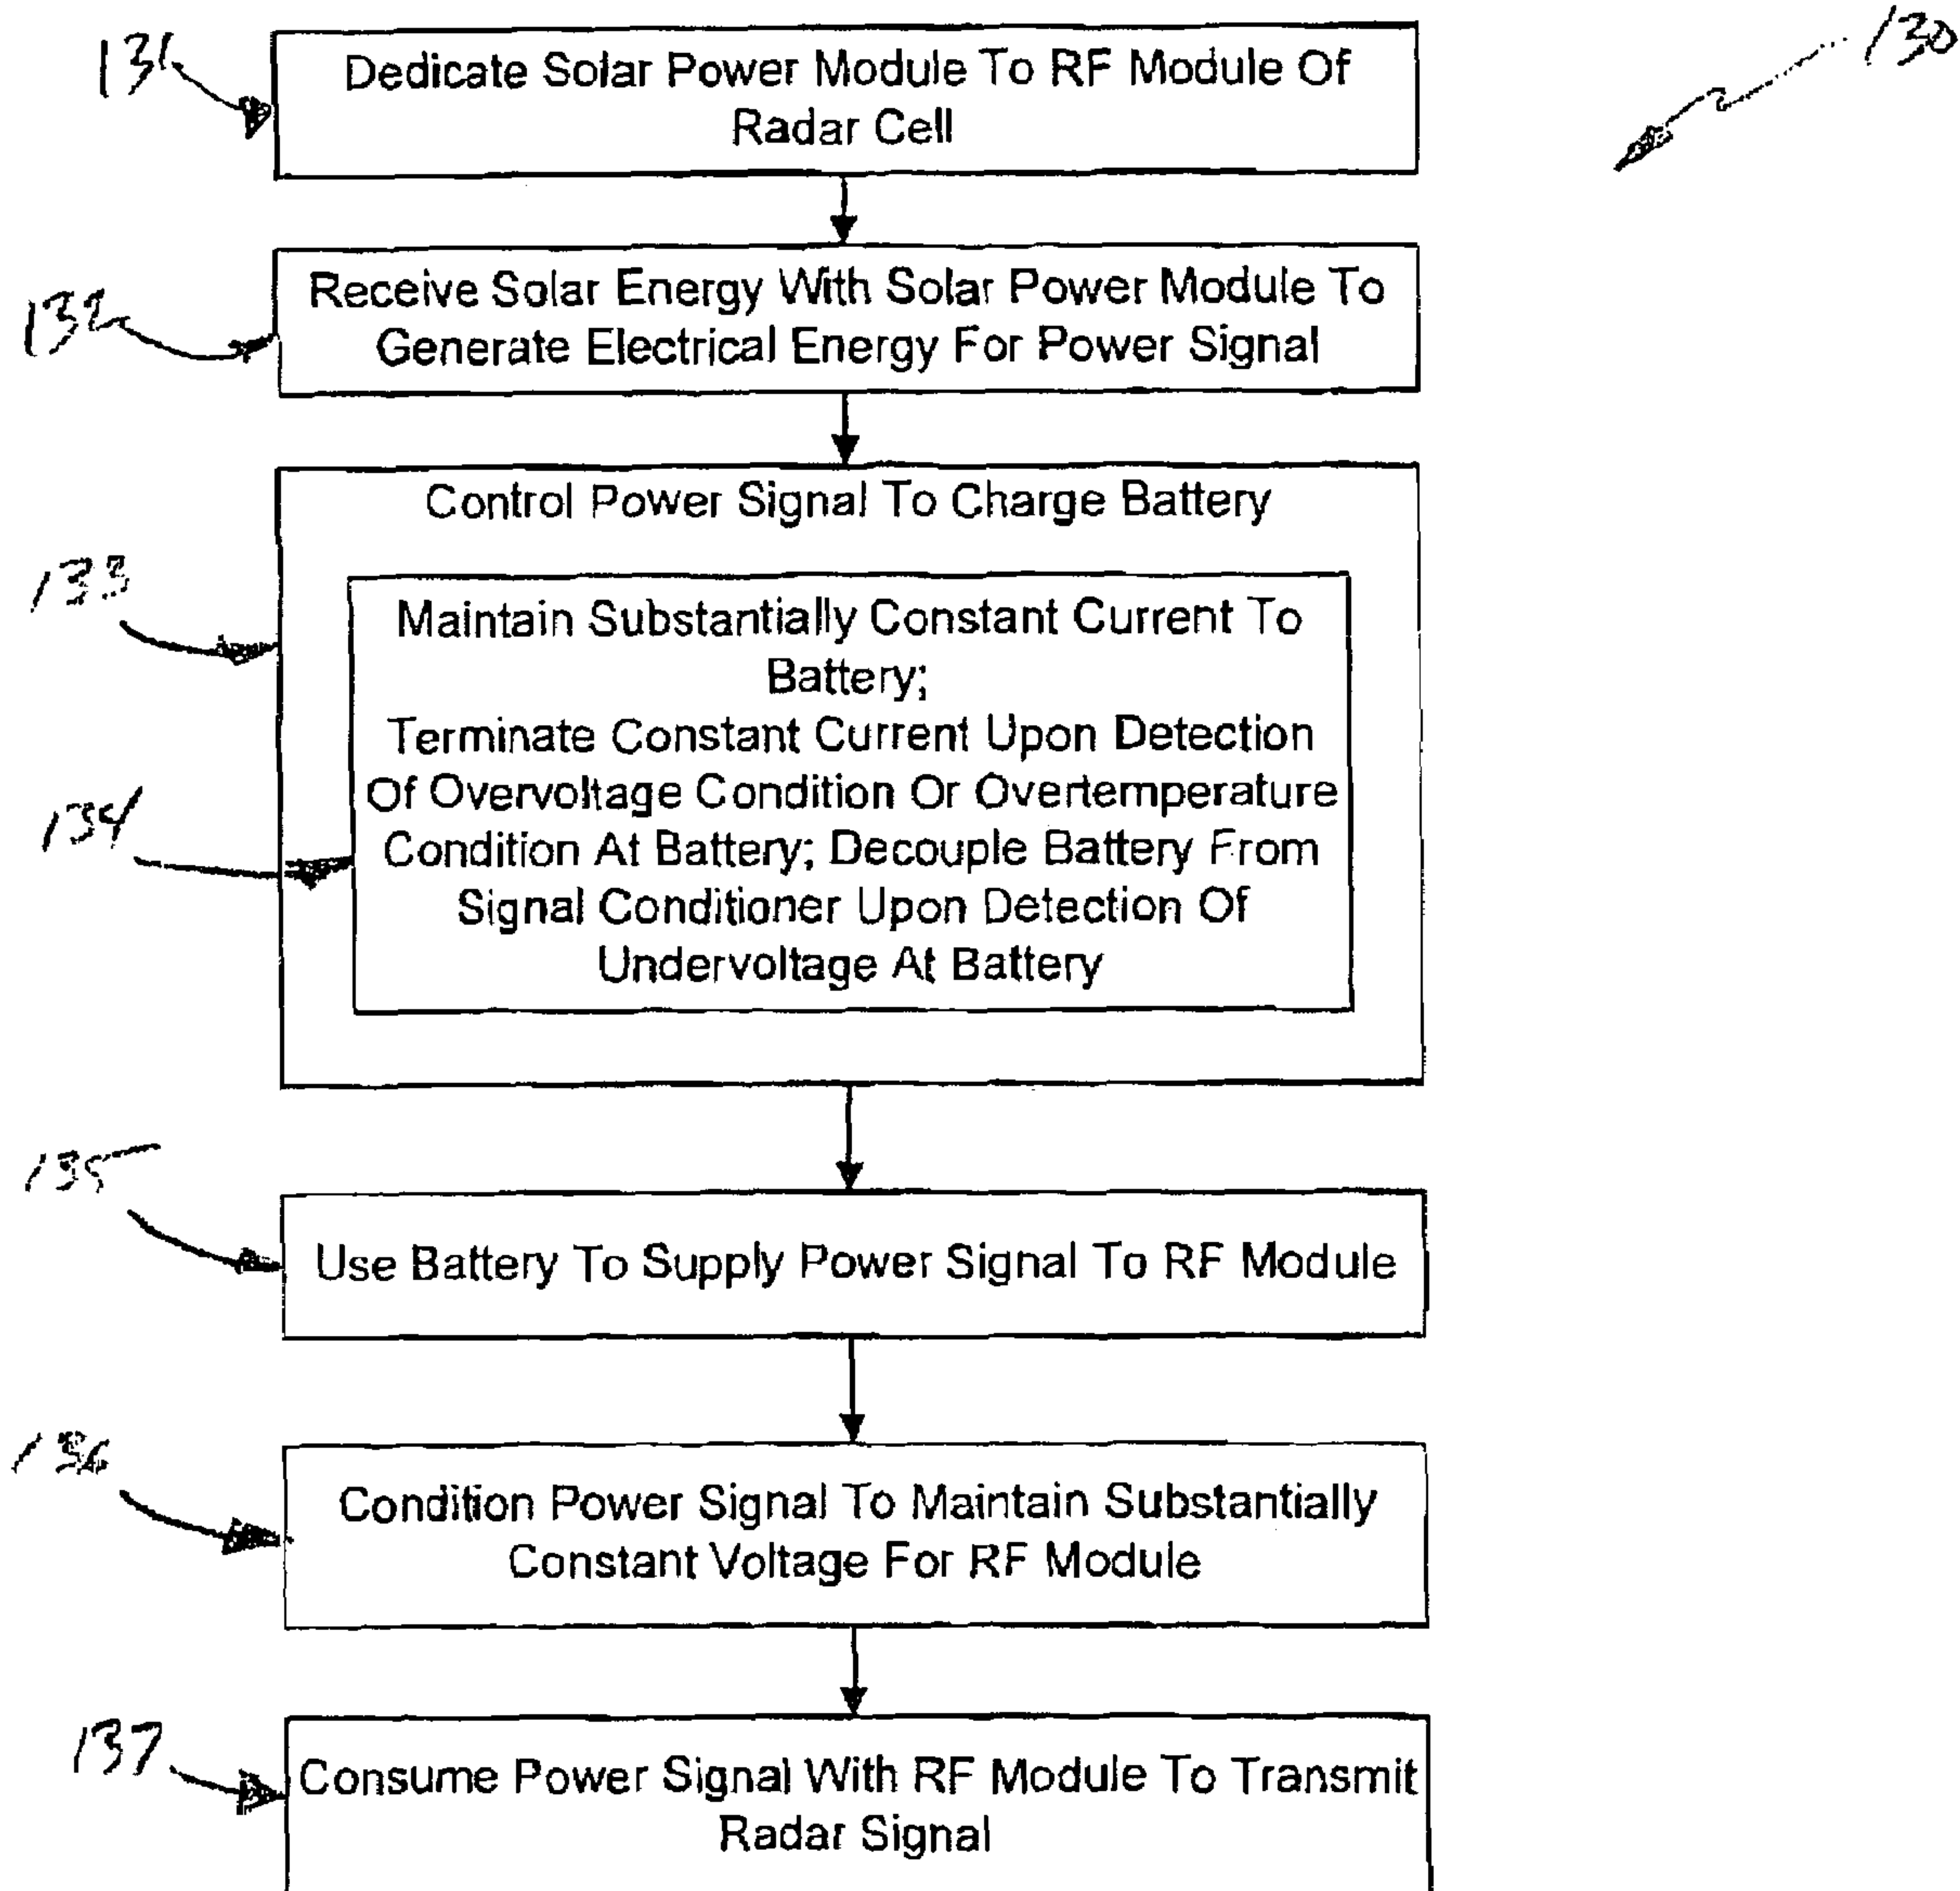 130
131
Dedicate Solar Power Module To RF Module Of
Radar Cell
132
Receive Solar Energy With Solar Power Module To
Generate Electrical Energy For Power Signal
133
Control Power Signal To Charge Battery
134
Maintain Substantially Constant Current To
Battery;
Terminate Constant Current Upon Detection
Of Overvoltage Condition Or Overtemperature
Condition At Battery; Decouple Battery From
Signal Conditioner Upon Detection Of
Undervoltage At Battery
135
Use Battery To Supply Power Signal To RF Module
136
Condition Power Signal To Maintain Substantially
Constant Voltage For RF Module
137
Consume Power Signal With RF Module To Transmit
Radar Signal